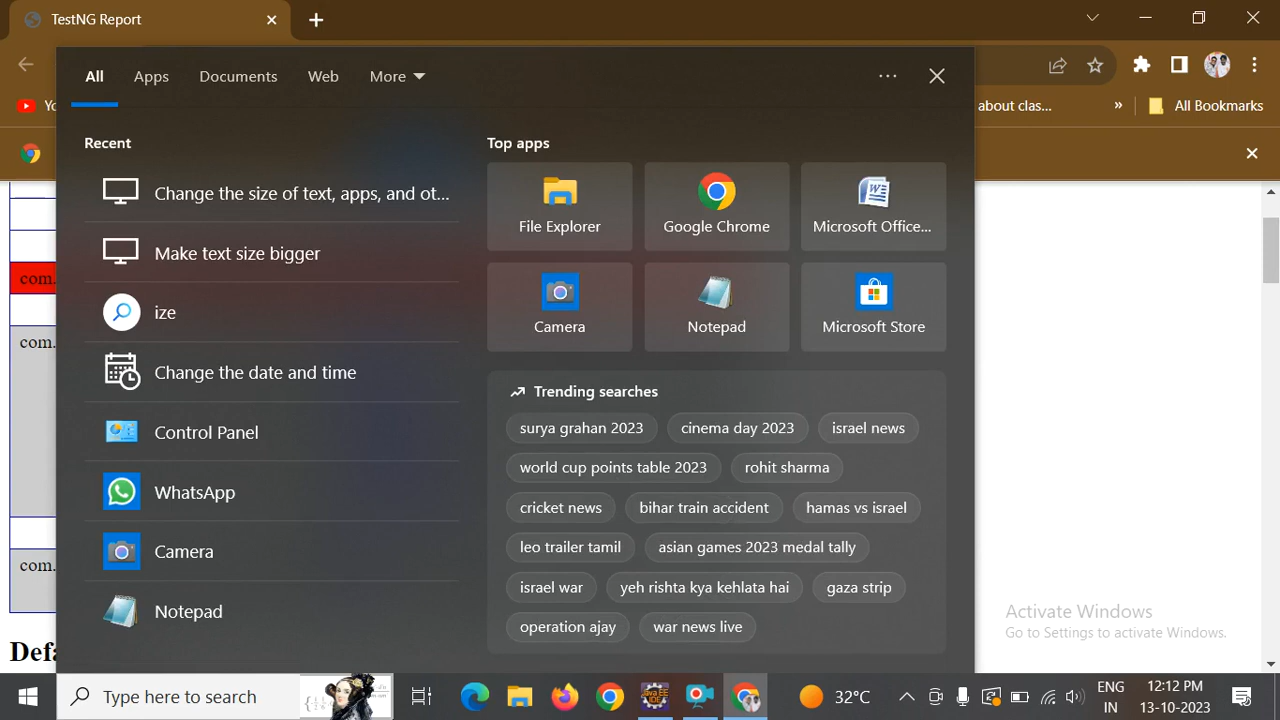 TestNG Report
Yo
about clas...
»
All Bookmarks
All
Apps
Documents
Web
More
Recent
Change the size of text, apps, and ot...
Make text size bigger
ize
Change the date and time
Control Panel
WhatsApp
Camera
Notepad
Top apps
File Explorer
Google Chrome
Microsoft Office...
Camera
Notepad
Microsoft Store
Trending searches
surya grahan 2023
cinema day 2023
israel news
world cup points table 2023
rohit sharma
cricket news
bihar train accident
hamas vs israel
leo trailer tamil
asian games 2023 medal tally
israel war
yeh rishta kya kehlata hai
gaza strip
operation ajay
war news live
com.
com.
com.
Defa
Activate Windows
Go to Settings to activate Windows.
Type here to search
32°C
ENG
IN
12:12 PM
13-10-2023